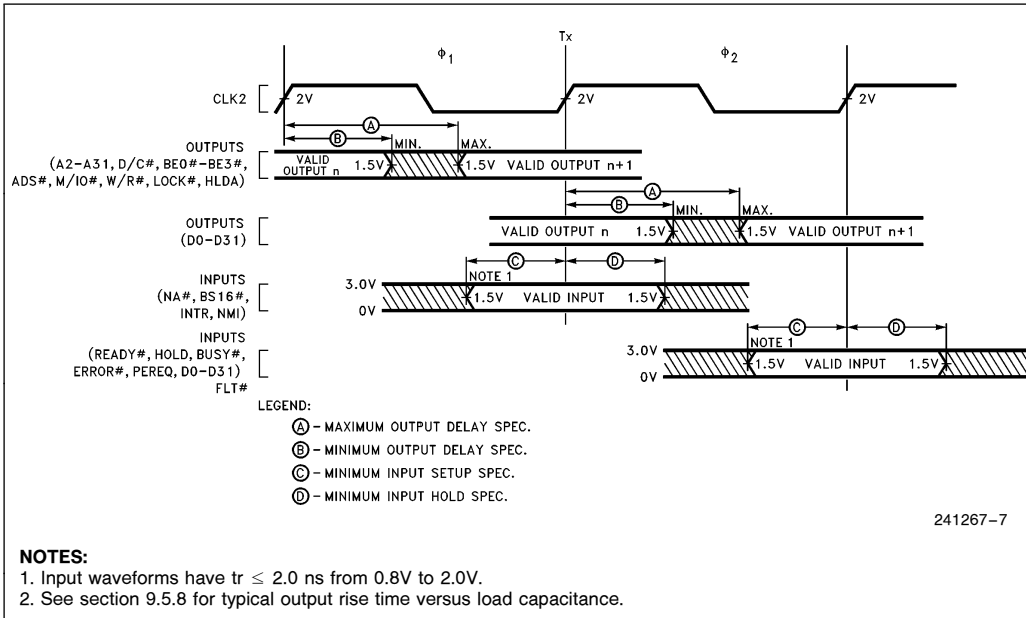 Tx
ϕ1
ϕ2
CLK2
2V
2V
2V
A
B
MIN.
MAX.
OUTPUTS
(A2-A31, D/C#, BE0#-BE3#,
ADS#, M/IO#, W/R#, LOCK#, HLDA)
VALID
OUTPUT n
1.5V
1.5V
VALID OUTPUT n+1
A
B
MIN.
MAX.
OUTPUTS
(D0-D31)
VALID OUTPUT n
1.5V
1.5V
VALID OUTPUT n+1
C
D
INPUTS
(NA#, BS16#,
INTR, NMI)
3.0V
0V
NOTE 1
1.5V
VALID INPUT
1.5V
C
D
INPUTS
(READY#, HOLD, BUSY#,
ERROR#, PEREQ, D0-D31)
FLT#
3.0V
0V
NOTE 1
1.5V
VALID INPUT
1.5V
LEGEND:
A - MAXIMUM OUTPUT DELAY SPEC.
B - MINIMUM OUTPUT DELAY SPEC.
C - MINIMUM INPUT SETUP SPEC.
D - MINIMUM INPUT HOLD SPEC.
241267-7
NOTES:
1. Input waveforms have tr ≤ 2.0 ns from 0.8V to 2.0V.
2. See section 9.5.8 for typical output rise time versus load capacitance.